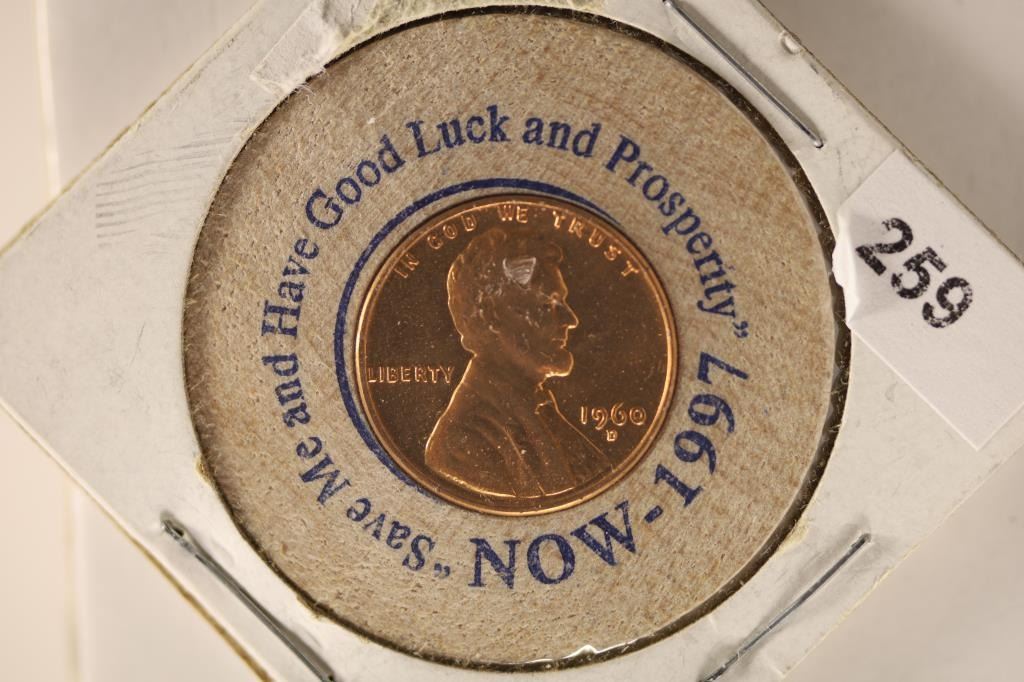 "Save Me and Have Good Luck and Prosperity"
NOW-1997
IN GOD WE TRUST
LIBERTY
1960
D
259